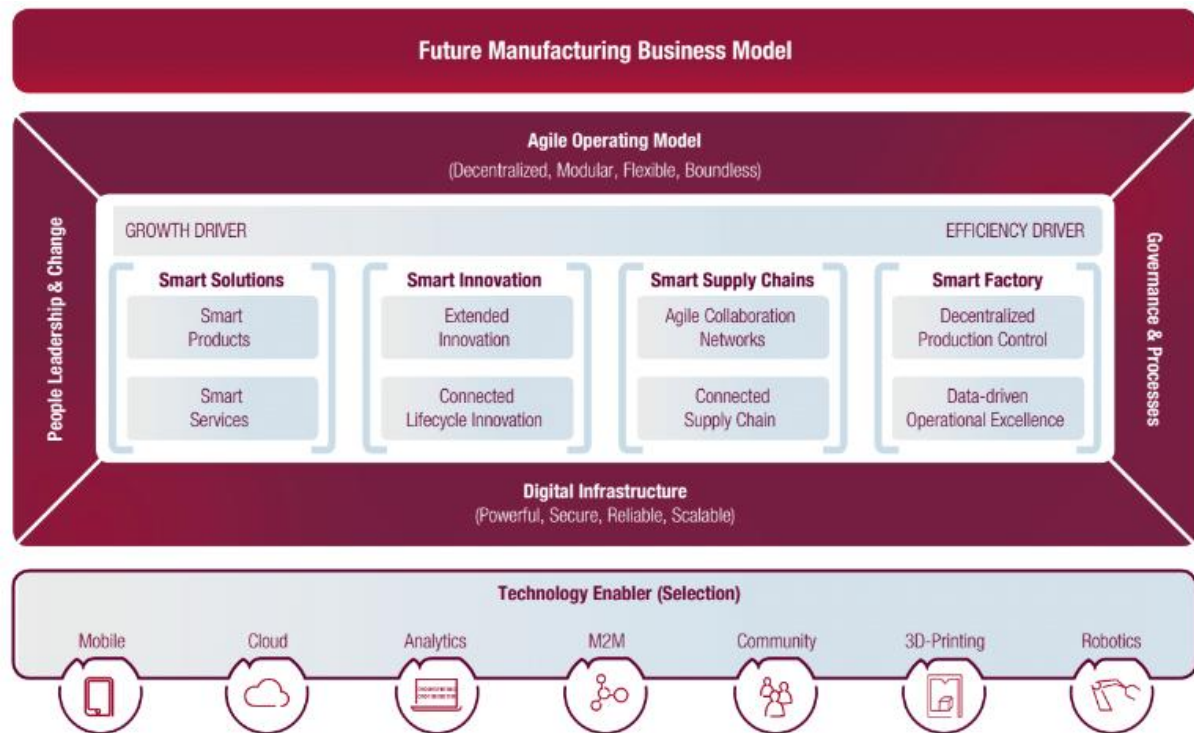 Future Manufacturing Business Model
Agile Operating Model
(Decentralized, Modular, Flexible, Boundless)
People Leadership & Change
GROWTH DRIVER
EFFICIENCY DRIVER
Smart Solutions
Smart
Products
Smart
Services
Smart Innovation
Extended
Innovation
Connected
Lifecycle Innovation
Smart Supply Chains
Agile Collaboration
Networks
Connected
Supply Chain
Smart Factory
Decentralized
Production Control
Data-driven
Operational Excellence
Governance & Processes
Digital Infrastructure
(Powerful, Secure, Reliable, Scalable)
Technology Enabler (Selection)
Mobile
Cloud
Analytics
M2M
Community
3D-Printing
Robotics